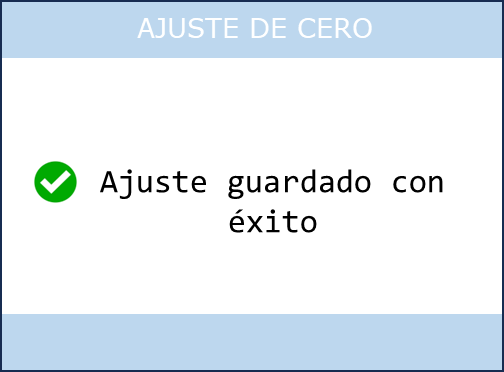 AJUSTE DE CERO
Ajuste guardado con
éxito